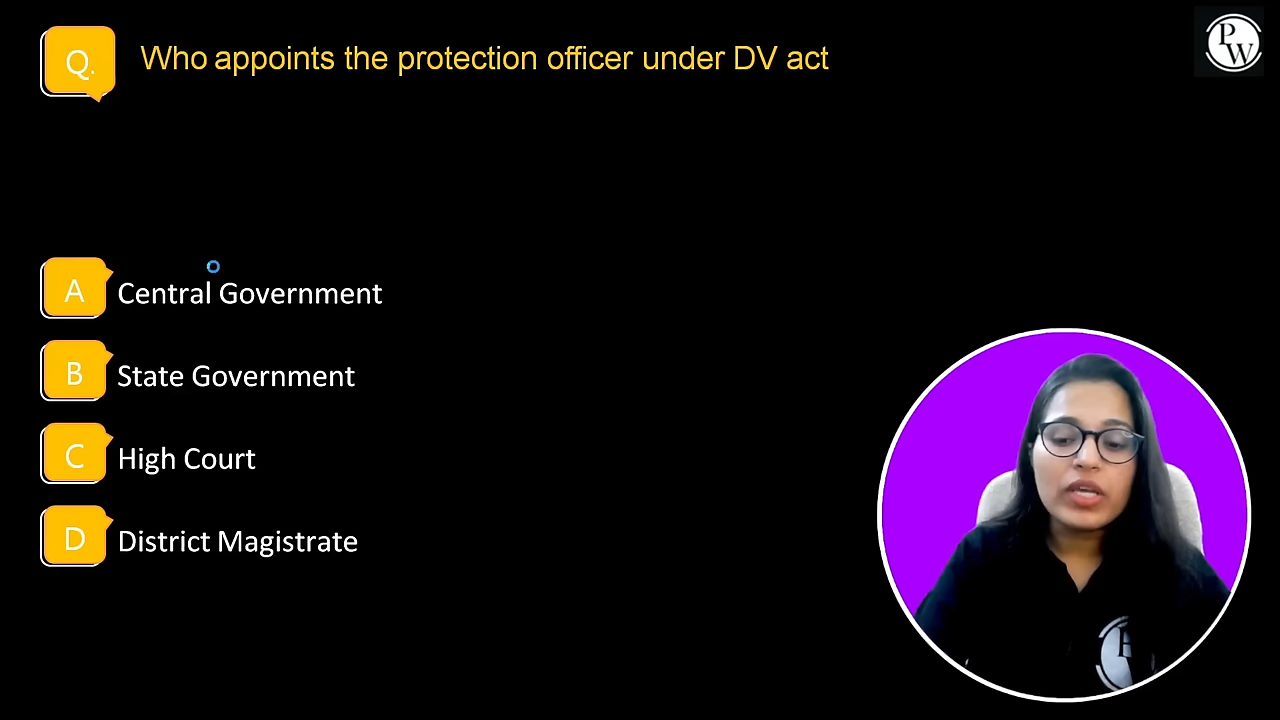 Q.
Who appoints the protection officer under DV act
PW
A
Central Government
B
State Government
C
High Court
D
District Magistrate